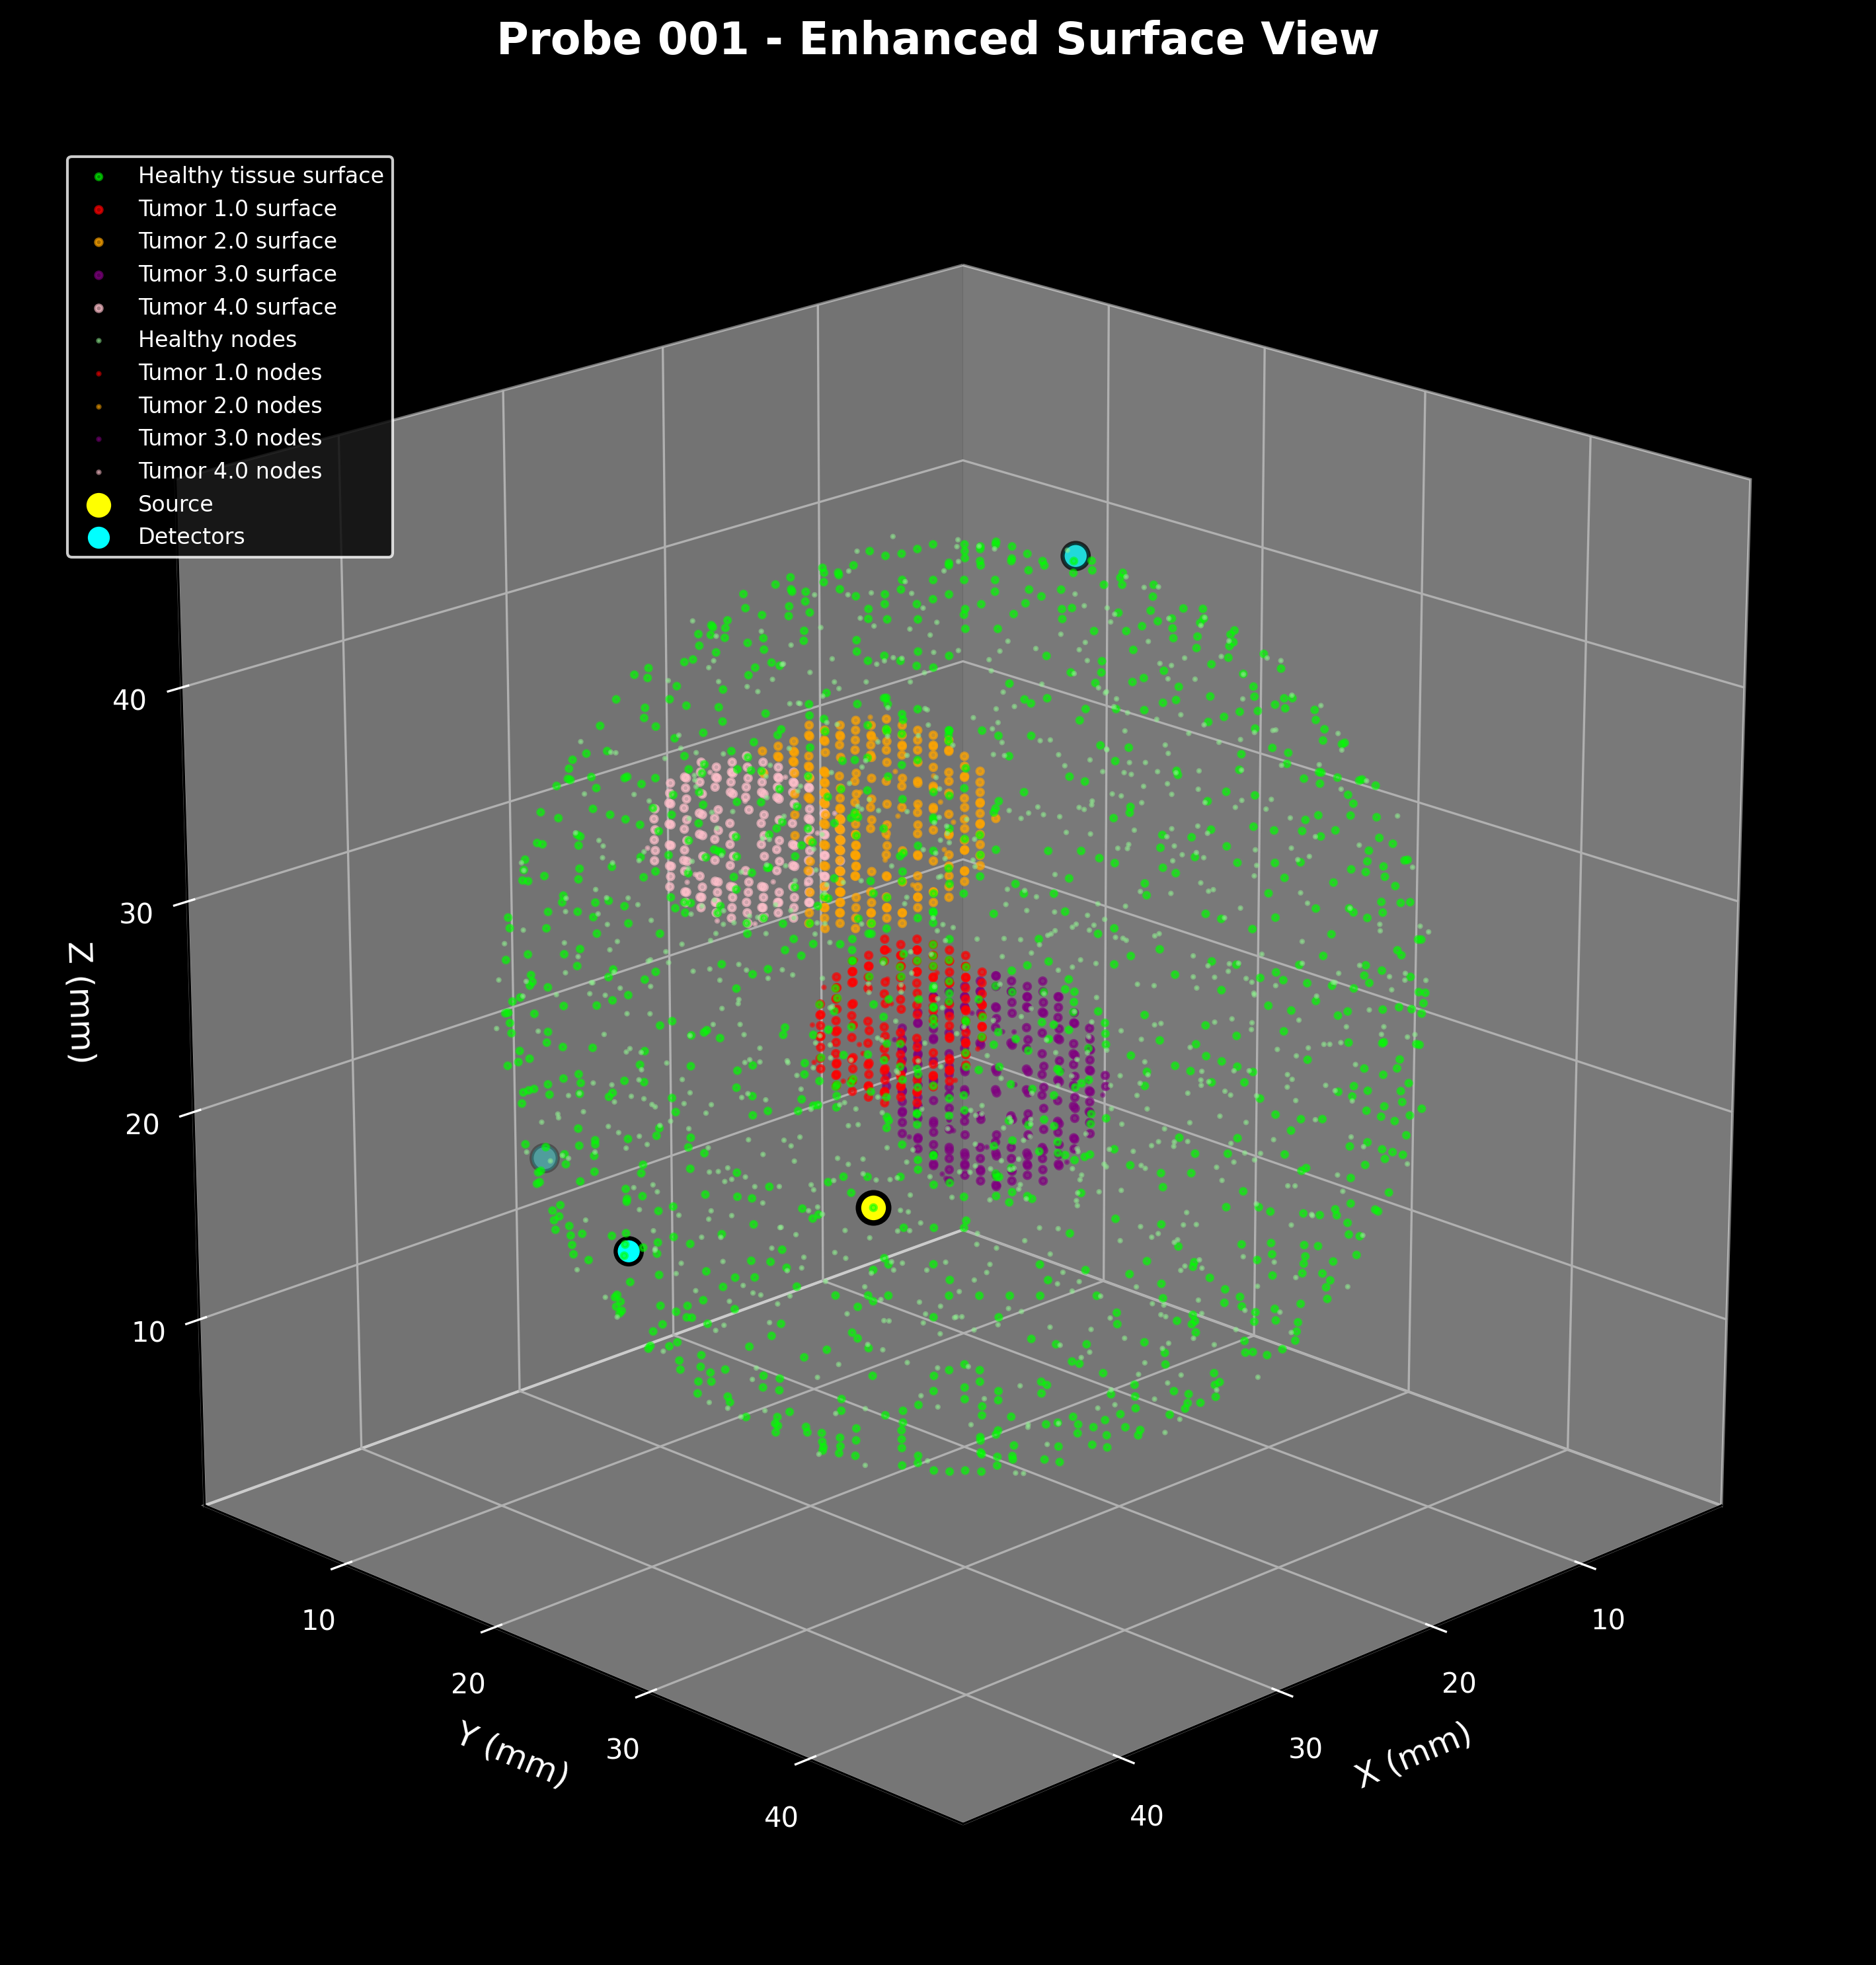 Probe 001 - Enhanced Surface View
Healthy tissue surface
Tumor 1.0 surface
Tumor 2.0 surface
Tumor 3.0 surface
Tumor 4.0 surface
Healthy nodes
Tumor 1.0 nodes
Tumor 2.0 nodes
Tumor 3.0 nodes
Tumor 4.0 nodes
Source
Detectors
40
30
20
10
Z (mm)
10
20
30
40
Y (mm)
10
20
30
40
X (mm)